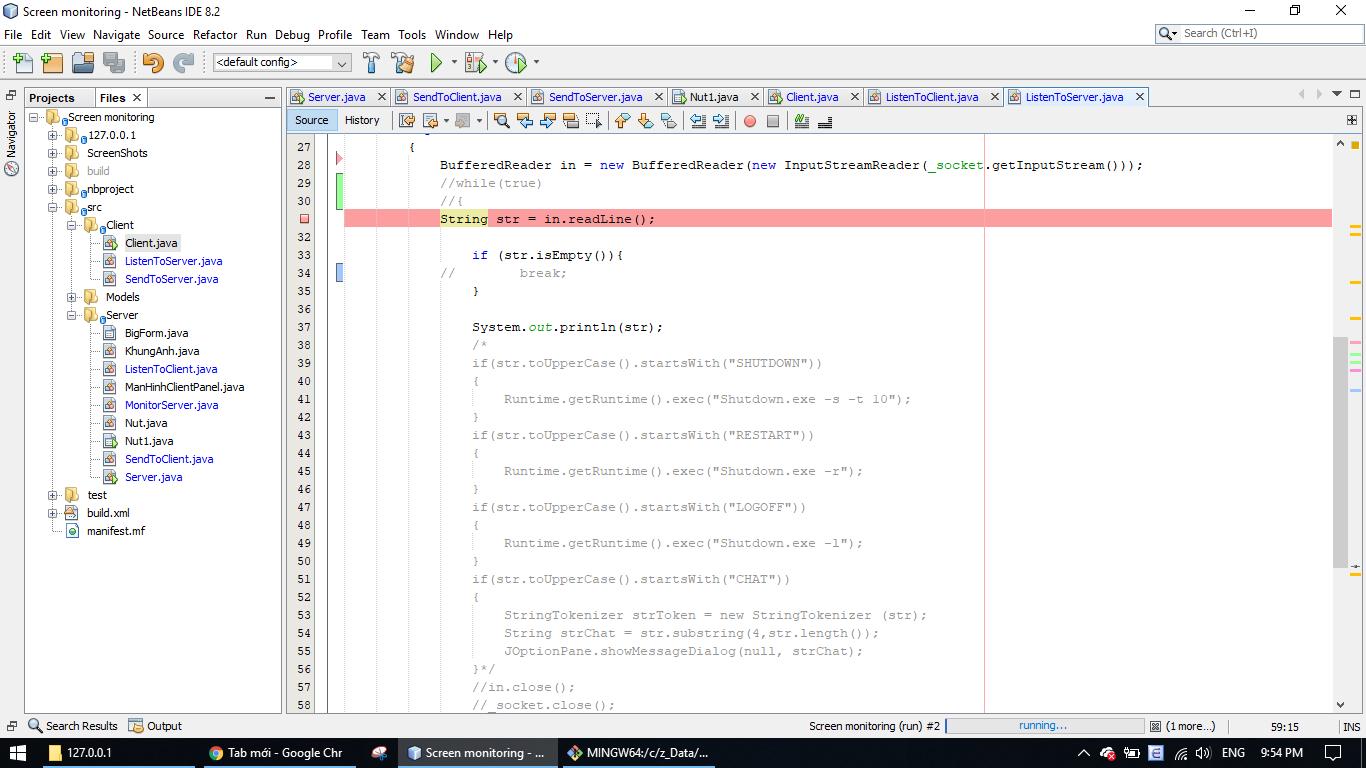 Screen monitoring - NetBeans IDE 8.2
File Edit View Navigate Source Refactor Run Debug Profile Team Tools Window Help
Search (Ctrl+I)
<default config>
Projects Files
Server.java SendToClient.java SendToServer.java Nut1.java Client.java ListenToClient.java ListenToServer.java
Navigator
Screen monitoring
127.0.0.1
ScreenShots
build
nbproject
src
Client
Client.java
ListenToServer.java
SendToServer.java
Models
Server
BigForm.java
KhungAnh.java
ListenToClient.java
ManHinhClientPanel.java
MonitorServer.java
Nut.java
Nut1.java
SendToClient.java
Server.java
test
build.xml
manifest.mf
Source History
27 {
28 BufferedReader in = new BufferedReader(new InputStreamReader(_socket.getInputStream()));
29 //while(true)
30 //{
String str = in.readLine();
32
33 if (str.isEmpty()){
34 // break;
35 }
36
37 System.out.println(str);
38 /*
39 if(str.toUpperCase().startsWith("SHUTDOWN"))
40 {
41 Runtime.getRuntime().exec("Shutdown.exe -s -t 10");
42 }
43 if(str.toUpperCase().startsWith("RESTART"))
44 {
45 Runtime.getRuntime().exec("Shutdown.exe -r");
46 }
47 if(str.toUpperCase().startsWith("LOGOFF"))
48 {
49 Runtime.getRuntime().exec("Shutdown.exe -l");
50 }
51 if(str.toUpperCase().startsWith("CHAT"))
52 {
53 StringTokenizer strToken = new StringTokenizer (str);
54 String strChat = str.substring(4,str.length());
55 JOptionPane.showMessageDialog(null, strChat);
56 }*/
57 //in.close();
58 //_socket.close();
Search Results Output
Screen monitoring (run) #2 running... (1 more...) 59:15 INS
127.0.0.1 Tab mới - Google Chr Screen monitoring - ... MINGW64:/c/z_Data/... ENG 9:54 PM